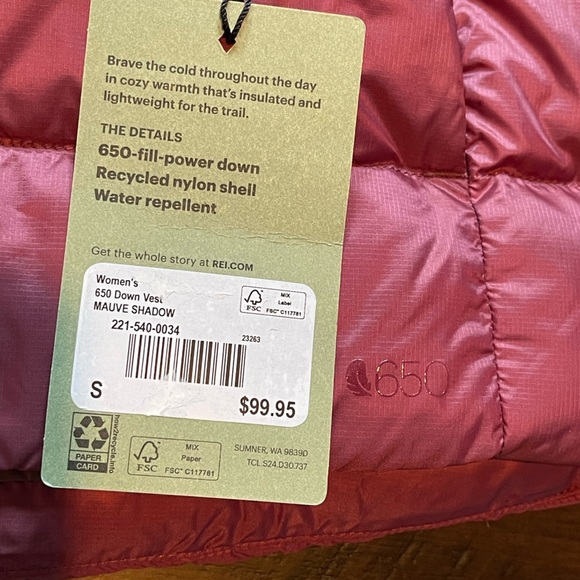 Brave the cold throughout the day
in cozy warmth that's insulated and
lightweight for the trail.
THE DETAILS
650-fill-power down
Recycled nylon shell
Water repellent
Get the whole story at REI.COM
Women's
650 Down Vest
MAUVE SHADOW
221-540-0034
FSC
MIX
Label
FSC® C117781
23263
S
$99.95
650
PAPER
CARD
how2recycle.info
FSC
MIX
Paper
FSC® C117781
SUMNER, WA 98390
TCL.S24.D30.737